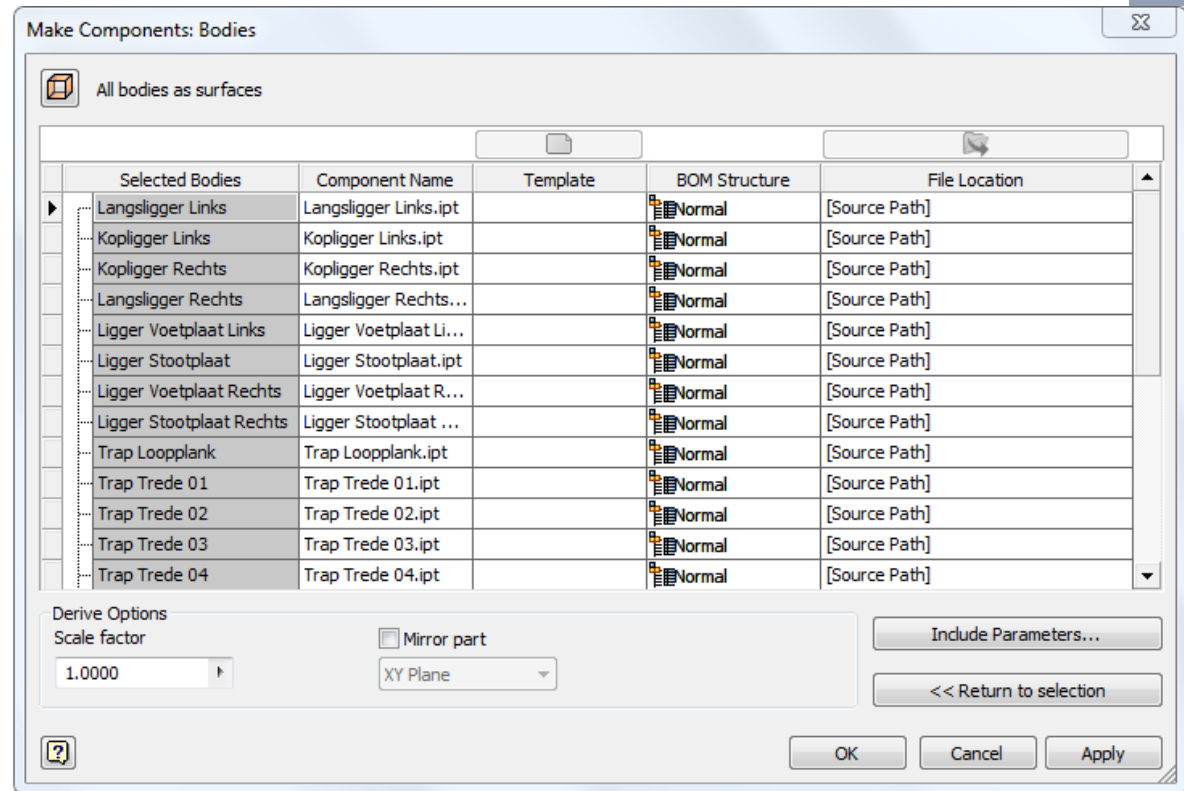 Make Components: Bodies
All bodies as surfaces
Selected Bodies Component Name Template BOM Structure File Location
Langsligger Links Langsligger Links.ipt Normal [Source Path]
Kopligger Links Kopligger Links.ipt Normal [Source Path]
Kopligger Rechts Kopligger Rechts.ipt Normal [Source Path]
Langsligger Rechts Langsligger Rechts... Normal [Source Path]
Ligger Voetplaat Links Ligger Voetplaat Li... Normal [Source Path]
Ligger Stootplaat Ligger Stootplaat.ipt Normal [Source Path]
Ligger Voetplaat Rechts Ligger Voetplaat R... Normal [Source Path]
Ligger Stootplaat Rechts Ligger Stootplaat ... Normal [Source Path]
Trap Loopplank Trap Loopplank.ipt Normal [Source Path]
Trap Trede 01 Trap Trede 01.ipt Normal [Source Path]
Trap Trede 02 Trap Trede 02.ipt Normal [Source Path]
Trap Trede 03 Trap Trede 03.ipt Normal [Source Path]
Trap Trede 04 Trap Trede 04.ipt Normal [Source Path]
Derive Options
Scale factor Mirror part Include Parameters...
1.0000 XY Plane
<< Return to selection
OK Cancel Apply